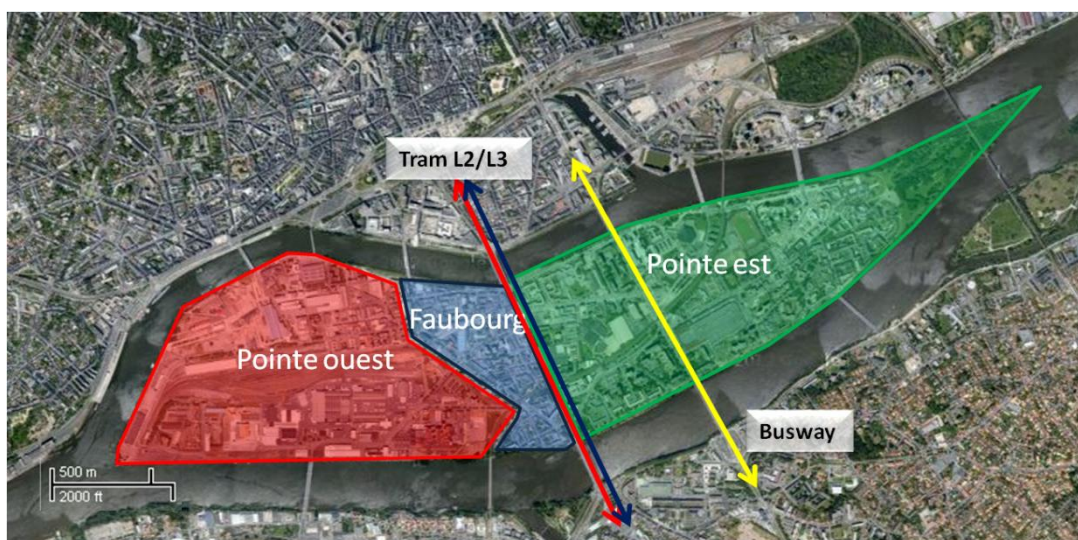 Tram L2/L3
Pointe est
Faubourg
Pointe ouest
Busway
500 m
2000 ft